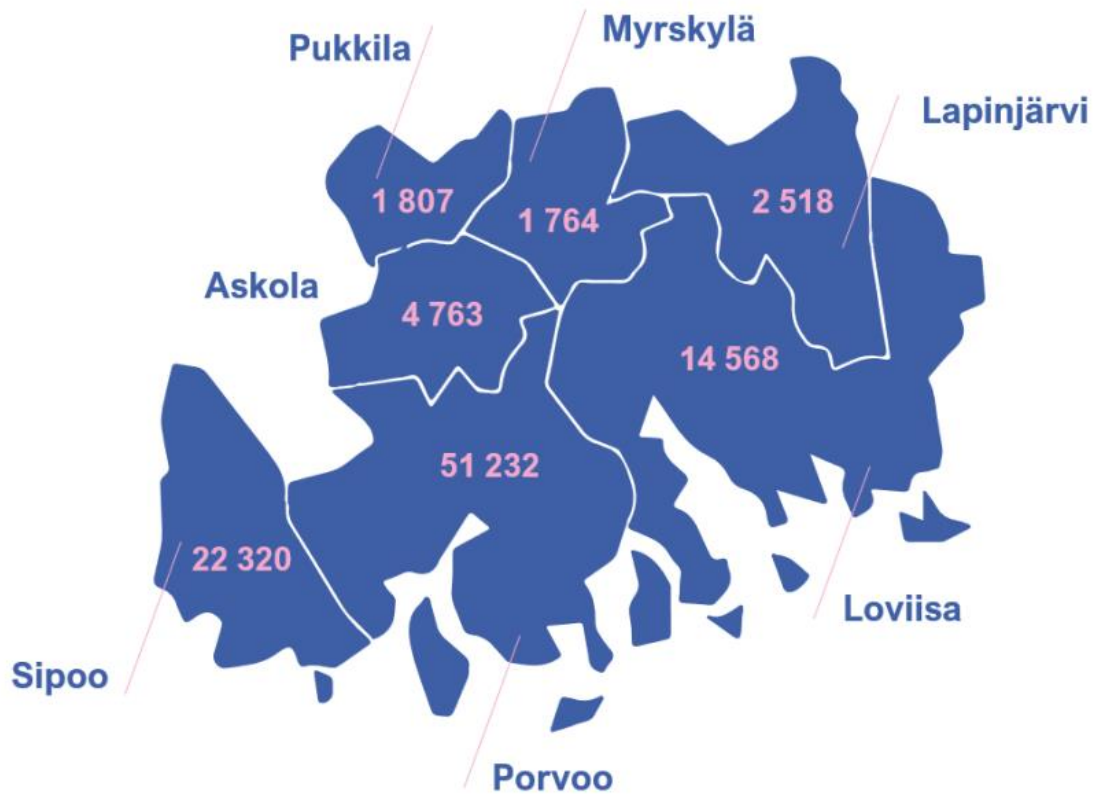 Myrskylä
Pukkila
Lapinjärvi
1 807
2 518
1 764
Askola
4 763
14 568
51 232
22 320
Loviisa
Sipoo
Porvoo